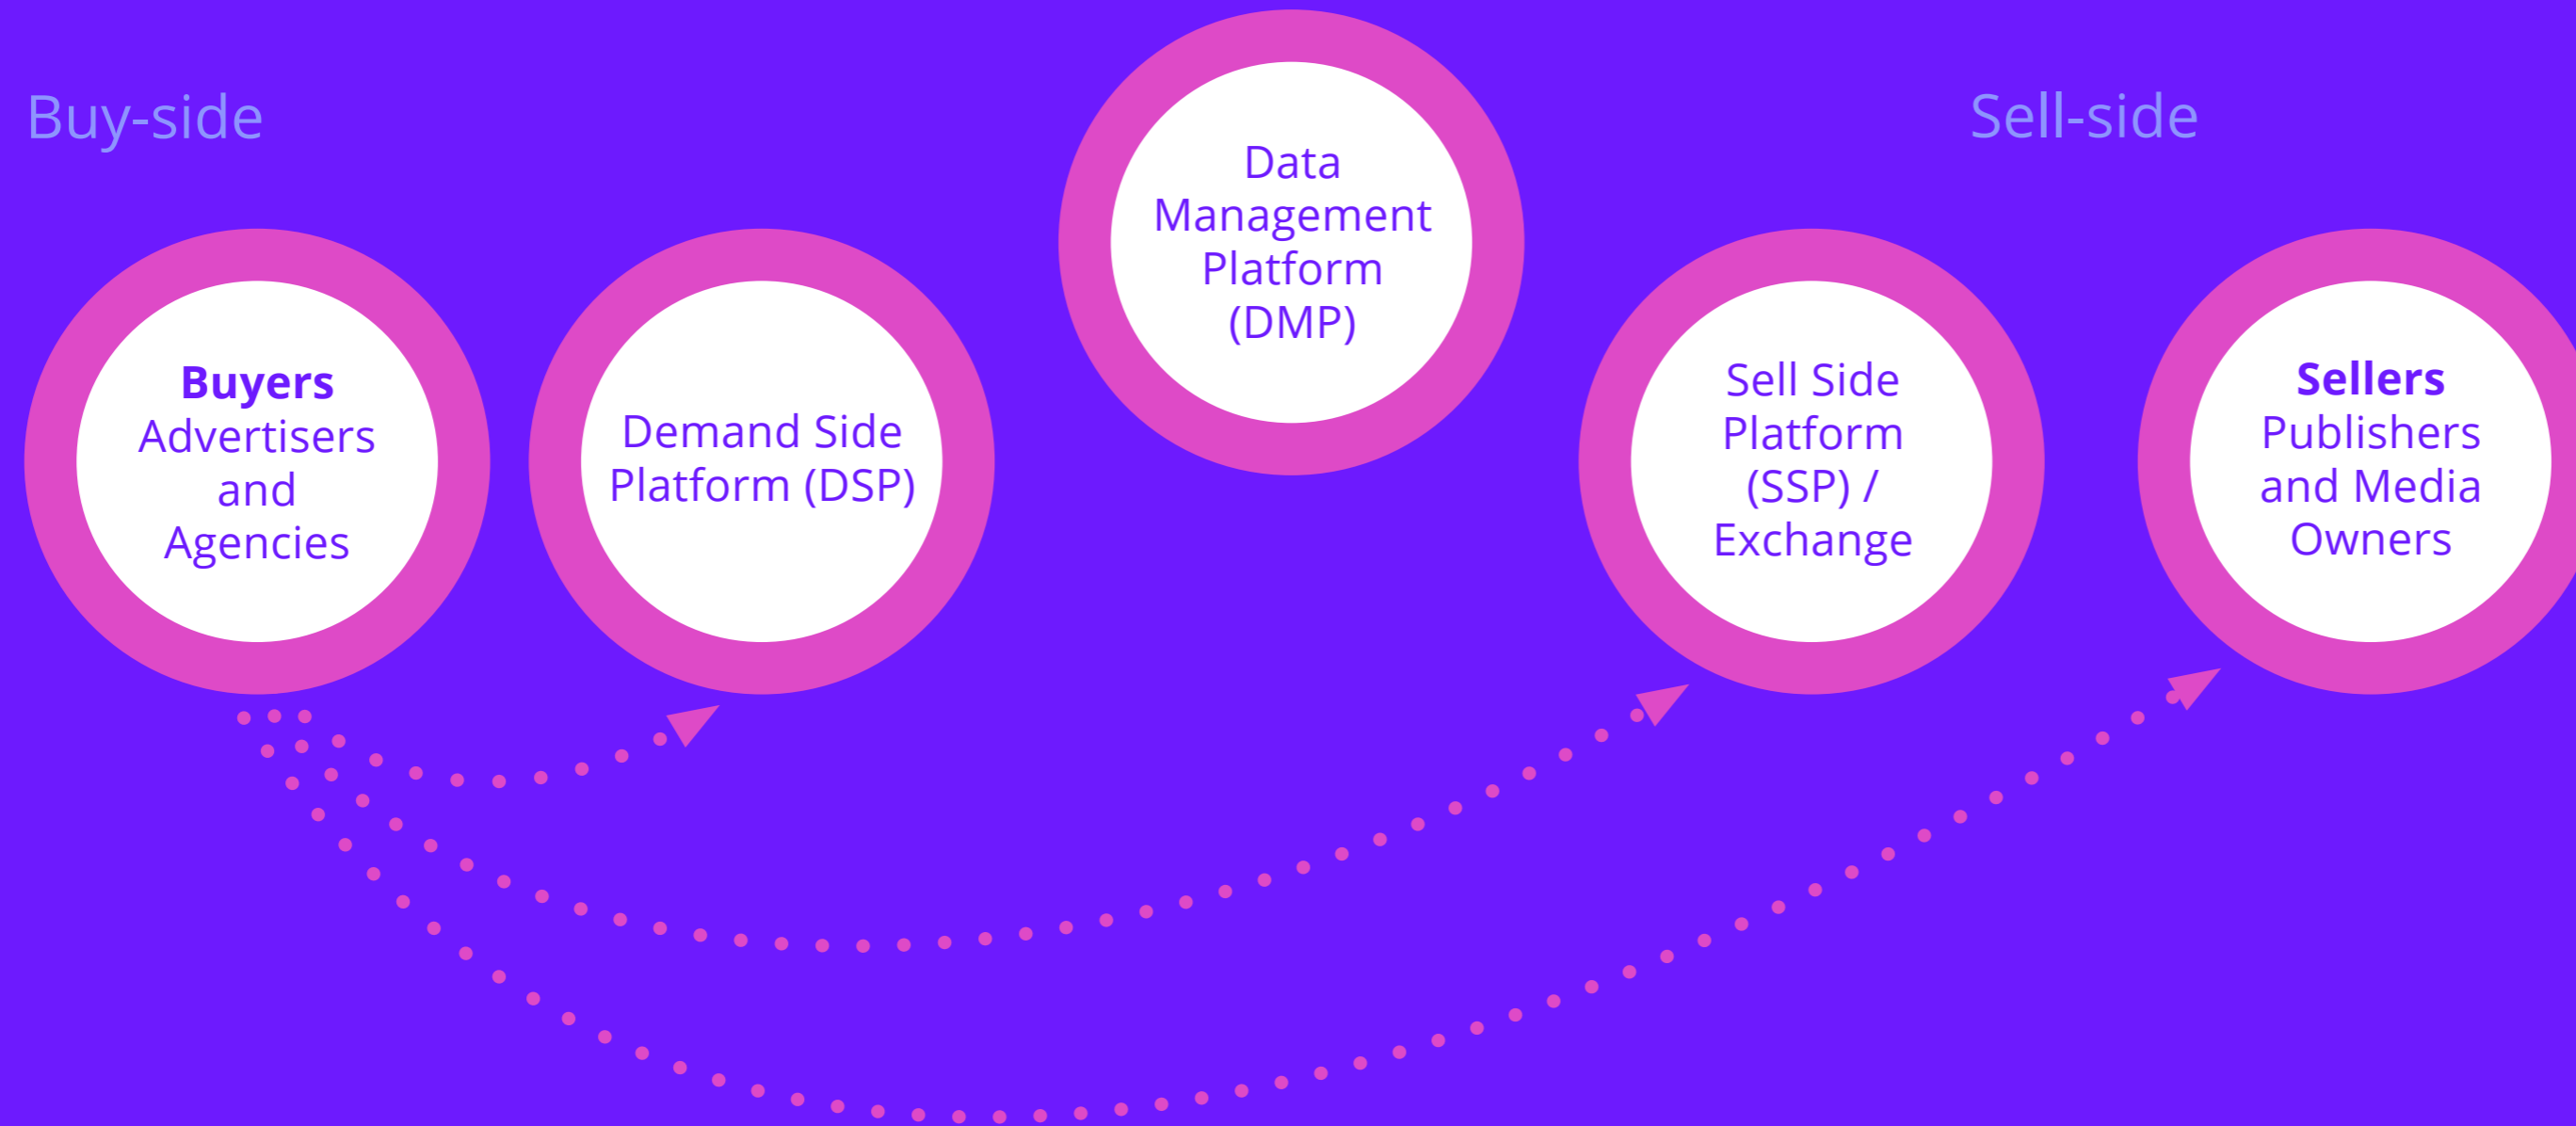 Buy-side
Sell-side
Buyers
Advertisers
and
Agencies
Demand Side
Platform (DSP)
Data
Management
Platform
(DMP)
Sell Side
Platform
(SSP) /
Exchange
Sellers
Publishers
and Media
Owners